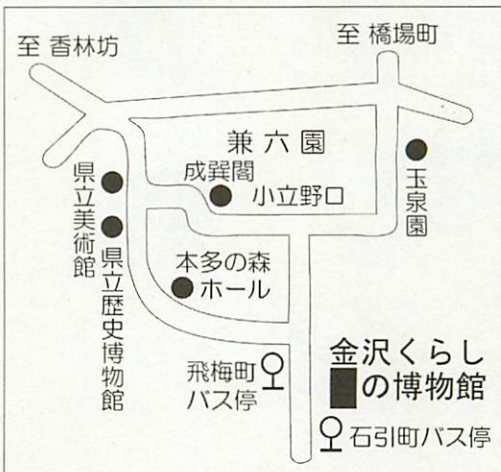 至 香林坊
至 橋場町
兼六園
成巽閣
小立野口
玉泉園
県立美術館
県立歴史博物館
本多の森
ホール
飛梅町
バス停
金沢くらし
の博物館
石引町バス停